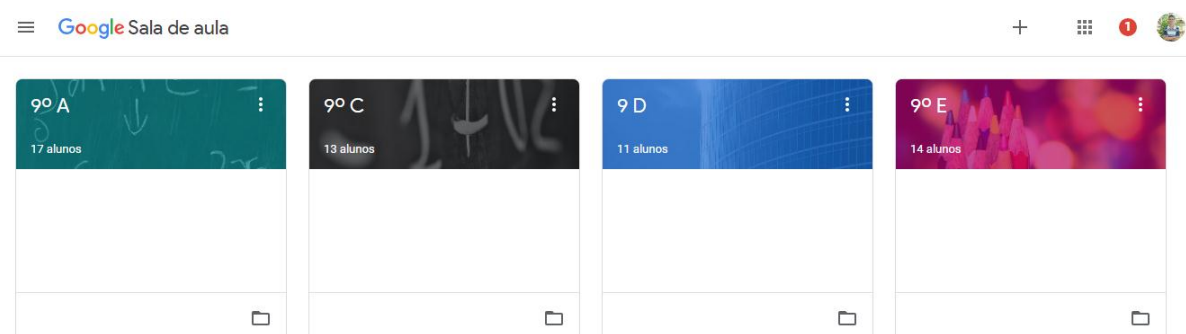 Google Sala de aula
1
9º A
17 alunos
9º C
13 alunos
9 D
11 alunos
9º E
14 alunos